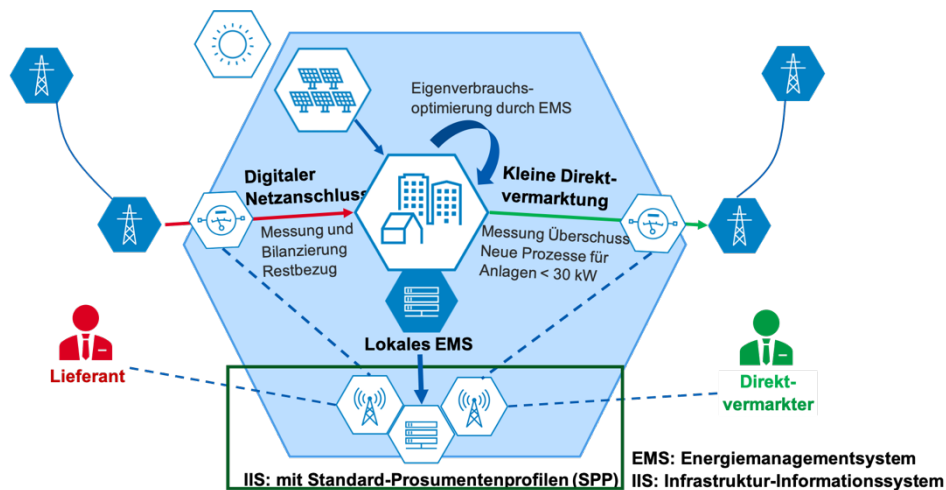 Eigenverbrauchs-
optimierung durch EMS
Digitaler
Netzanschluss
Messung und
Bilanzierung
Restbezug
Kleine Direkt-
vermarktung
Messung Überschuss
Neue Prozesse für
Anlagen < 30 kW
Lokales EMS
Lieferant
Direkt-
vermarkter
IIS: mit Standard-Prosumentenprofilen (SPP)
EMS: Energiemanagementsystem
IIS: Infrastruktur-Informationssystem